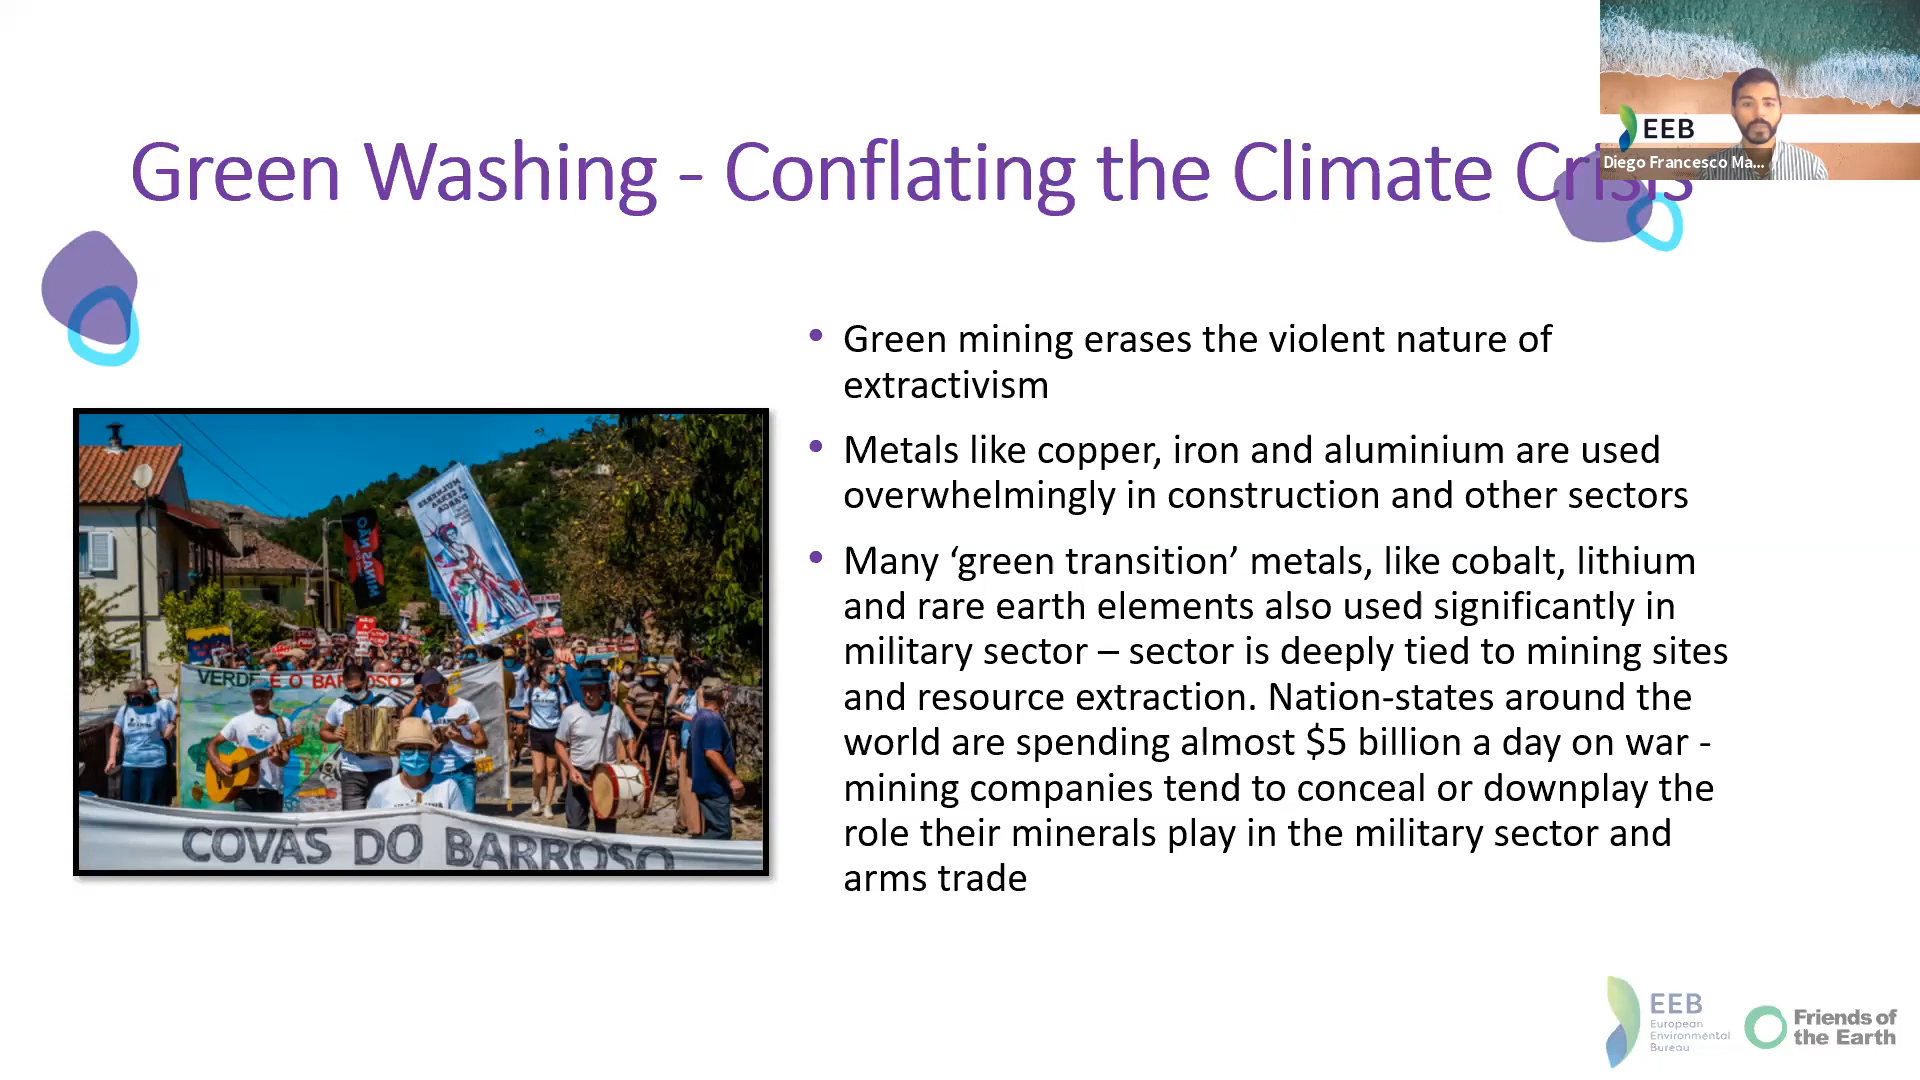 EEB
Diego Francesco Ma...
Green Washing - Conflating the Climate Crisis
• Green mining erases the violent nature of
extractivism
• Metals like copper, iron and aluminium are used
overwhelmingly in construction and other sectors
• Many ‘green transition’ metals, like cobalt, lithium
and rare earth elements also used significantly in
military sector – sector is deeply tied to mining sites
and resource extraction. Nation-states around the
world are spending almost $5 billion a day on war -
mining companies tend to conceal or downplay the
role their minerals play in the military sector and
arms trade
MULHERES
NÃO
MINAS
VERDE É O BARROSO
COVAS DO BARROSO
EEB
European
Environmental
Bureau
Friends of
the Earth